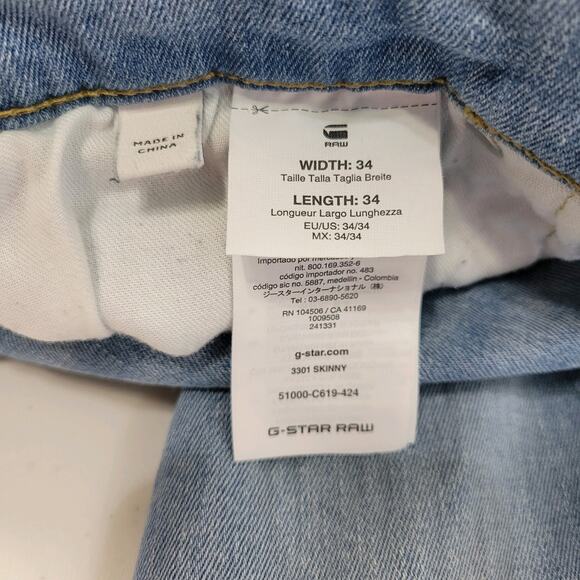 MADE IN
CHINA
RAW
WIDTH: 34
Taille Talla Taglia Breite
LENGTH: 34
Longueur Largo Lunghezza
EU/US: 34/34
MX: 34/34
Importado por
nit. 800.169.352-6
código importador no. 483
código sic no. 5887, medellin - Colombia
ジースターインターナショナル（株）
Tel : 03-6890-5620
RN 104506 / CA 41169
1009508
241331
g-star.com
3301 SKINNY
51000-C619-424
G-STAR RAW